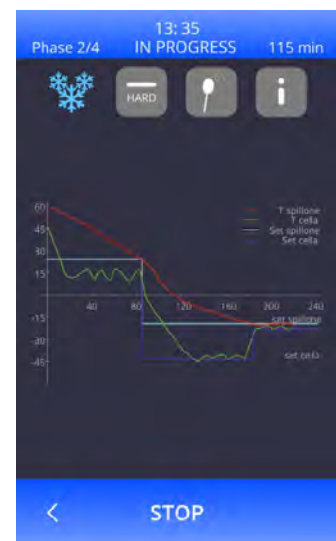 13:35
Phase 2/4 IN PROGRESS 115 min
HARD
i
T spillone
T cella
Set spillone
Set cella
60
45
30
15
40 80 120 160 200 240
-15
set spillone
-30
-45
set cella
< STOP